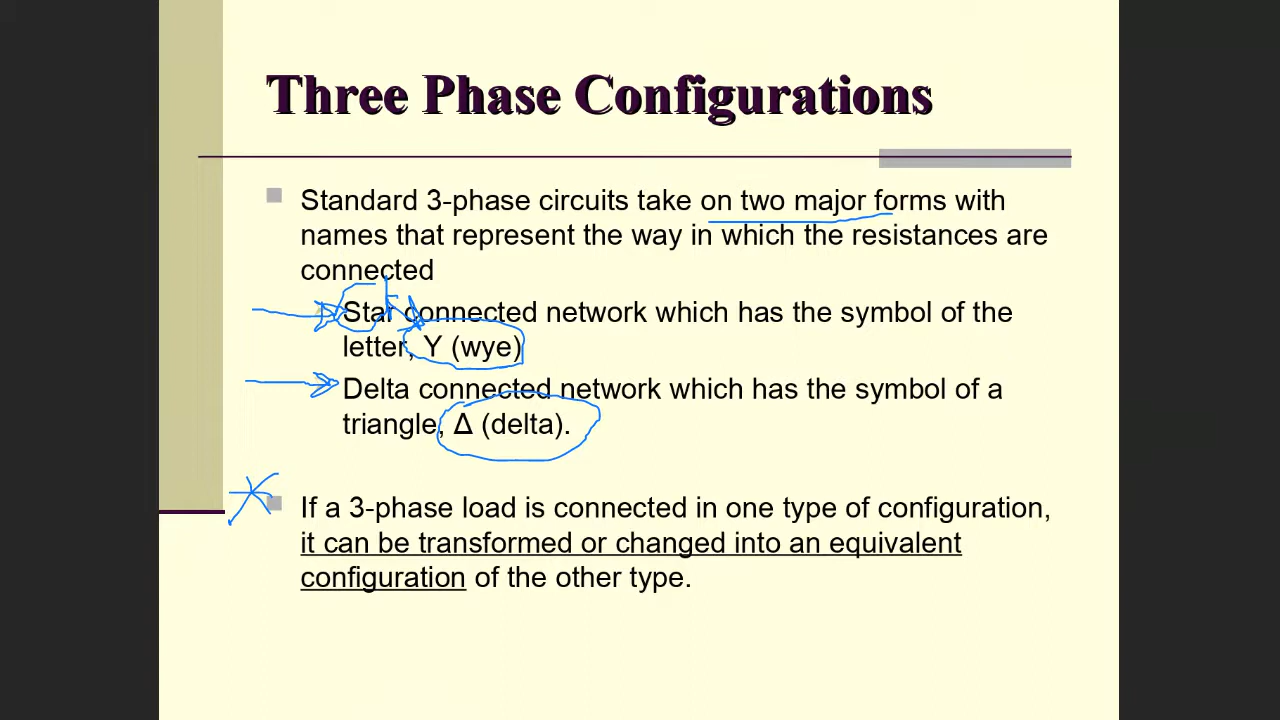 Three Phase Configurations
Standard 3-phase circuits take on two major forms with
names that represent the way in which the resistances are
connected
Star connected network which has the symbol of the
letter, Y (wye)
Delta connected network which has the symbol of a
triangle, Δ (delta).
If a 3-phase load is connected in one type of configuration,
it can be transformed or changed into an equivalent
configuration of the other type.